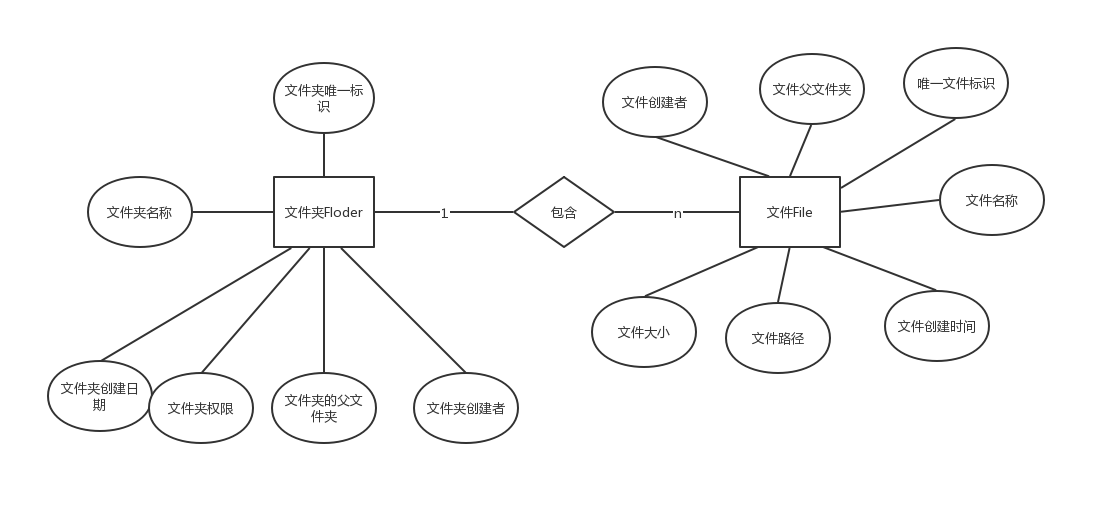 文件夹唯一标
识
文件创建者
文件父文件夹
唯一文件标识
文件夹名称
文件夹Floder
1
包含
n
文件File
文件名称
文件大小
文件路径
文件创建时间
文件夹创建日
期
文件夹权限
文件夹的父文
件夹
文件夹创建者